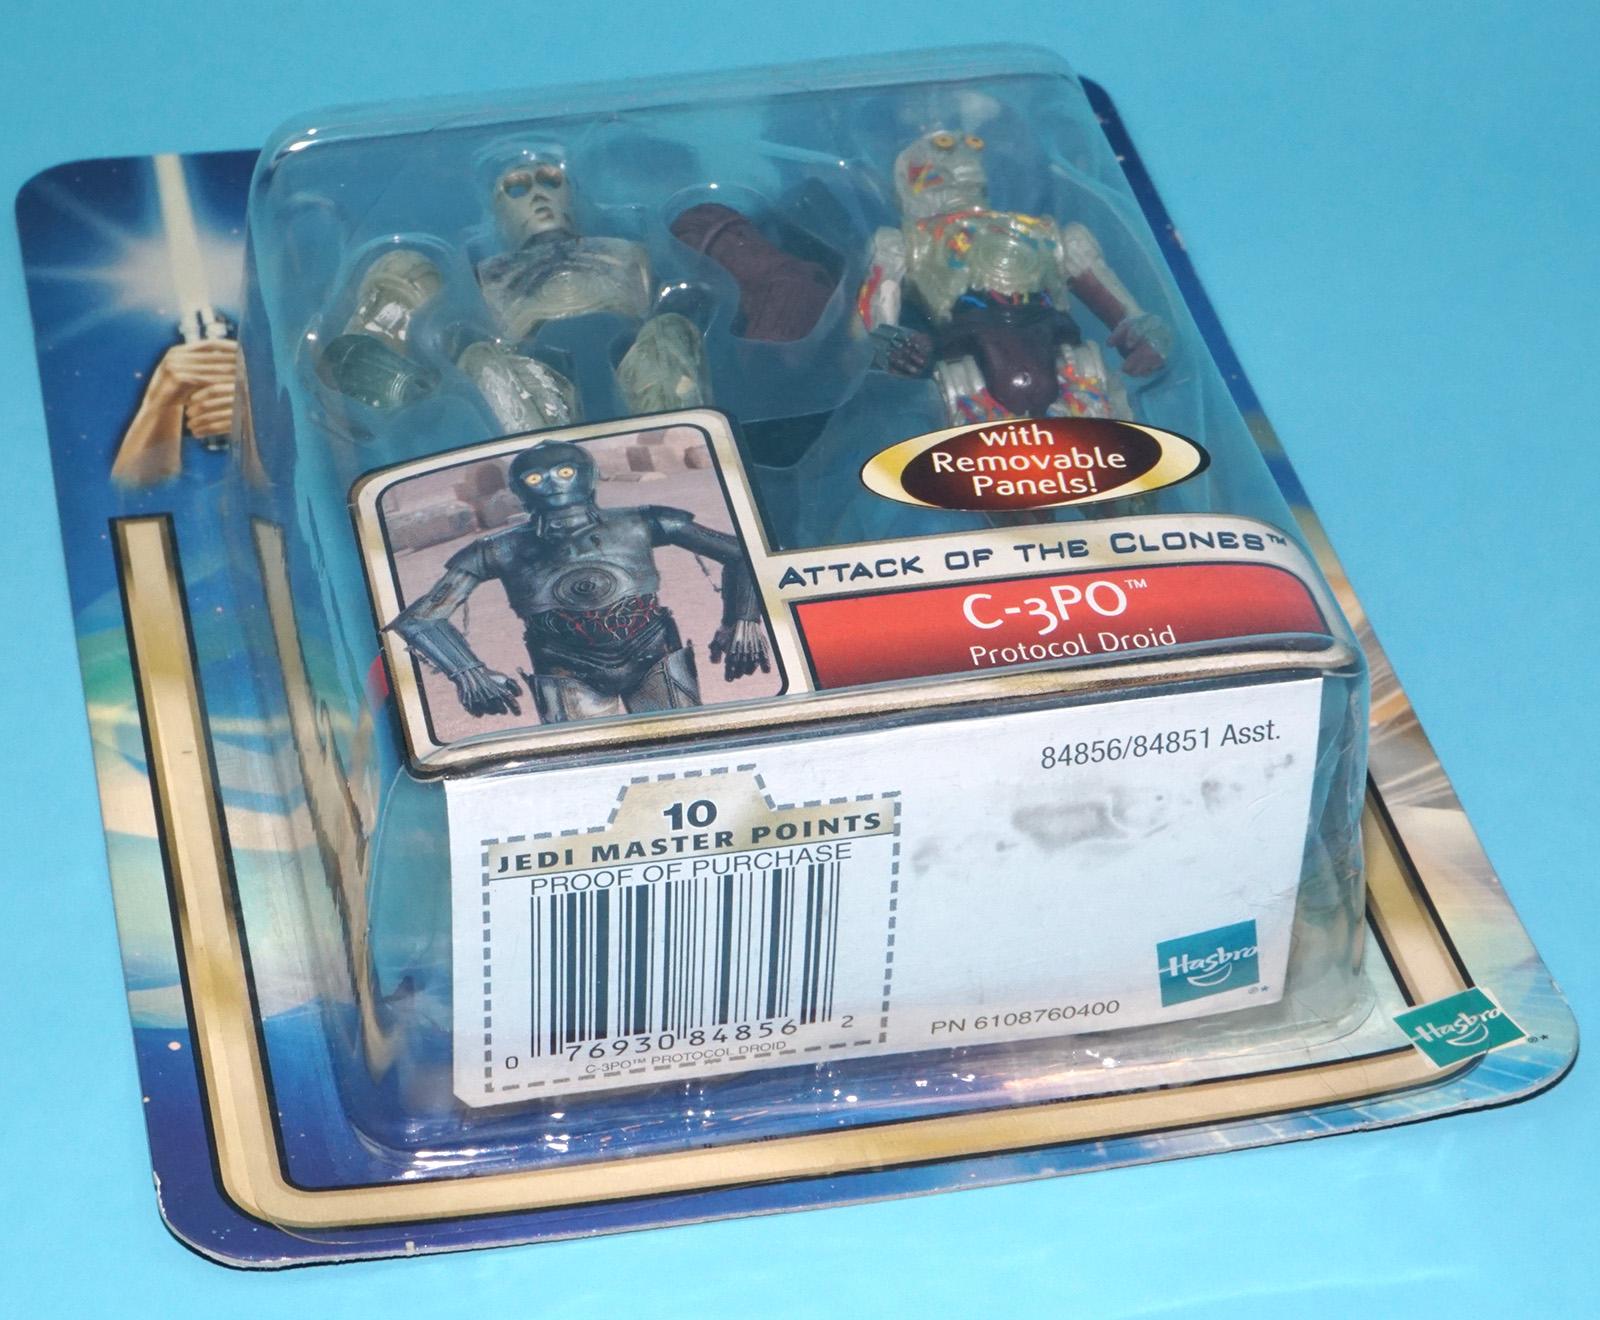 with
Removable
Panels!
ATTACK OF THE CLONES™
C-3PO™
Protocol Droid
84856/84851 Asst.
10
JEDI MASTER POINTS
PROOF OF PURCHASE
0 76930 84856 2
C-3PO™ PROTOCOL DROID
PN 6108760400
Hasbro
®*
Hasbro
®*